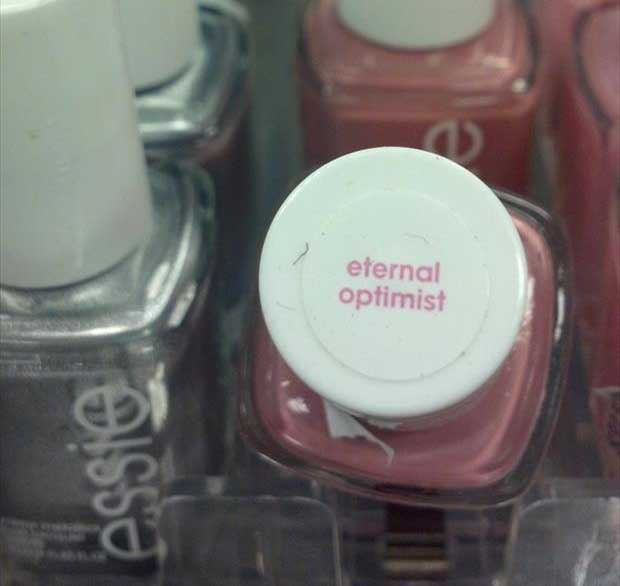 eternal
optimist
essie
e